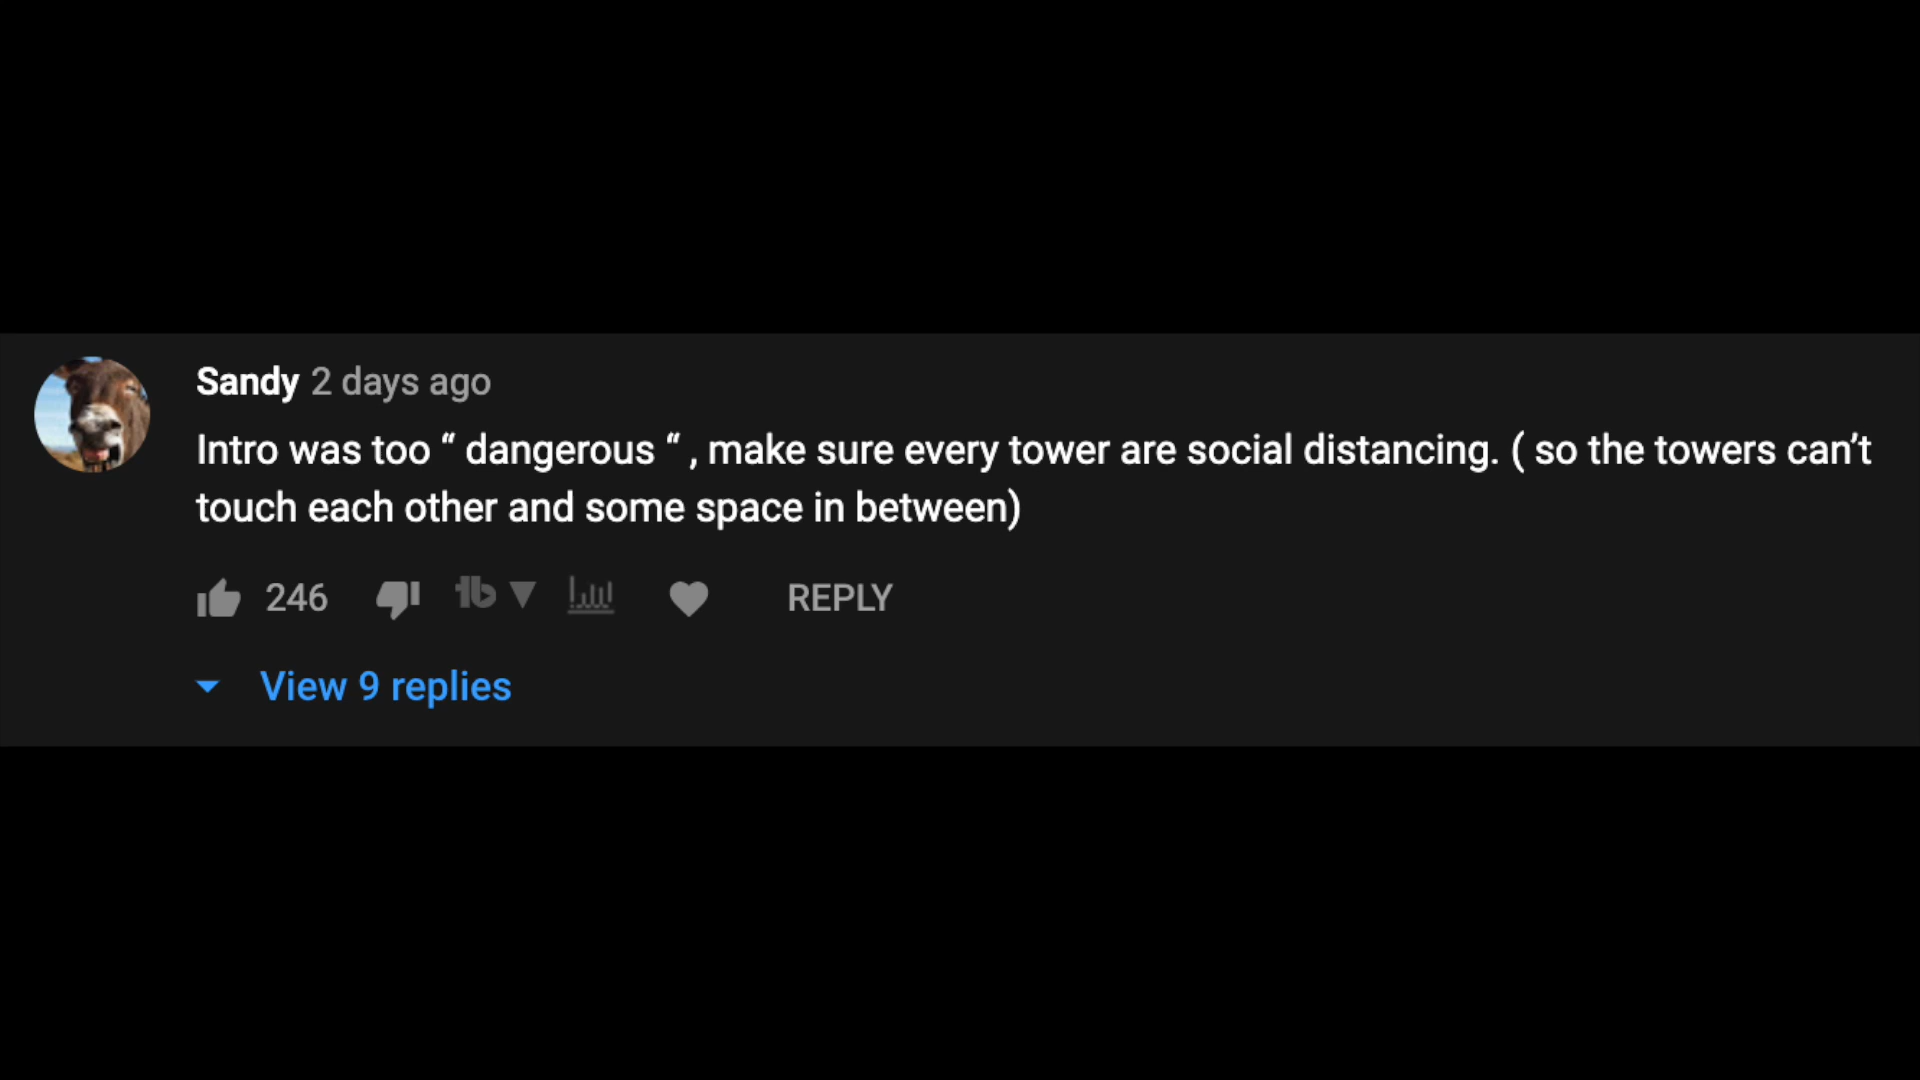 Sandy 2 days ago
Intro was too “ dangerous “ , make sure every tower are social distancing. ( so the towers can’t
touch each other and some space in between)
246 tb REPLY
View 9 replies